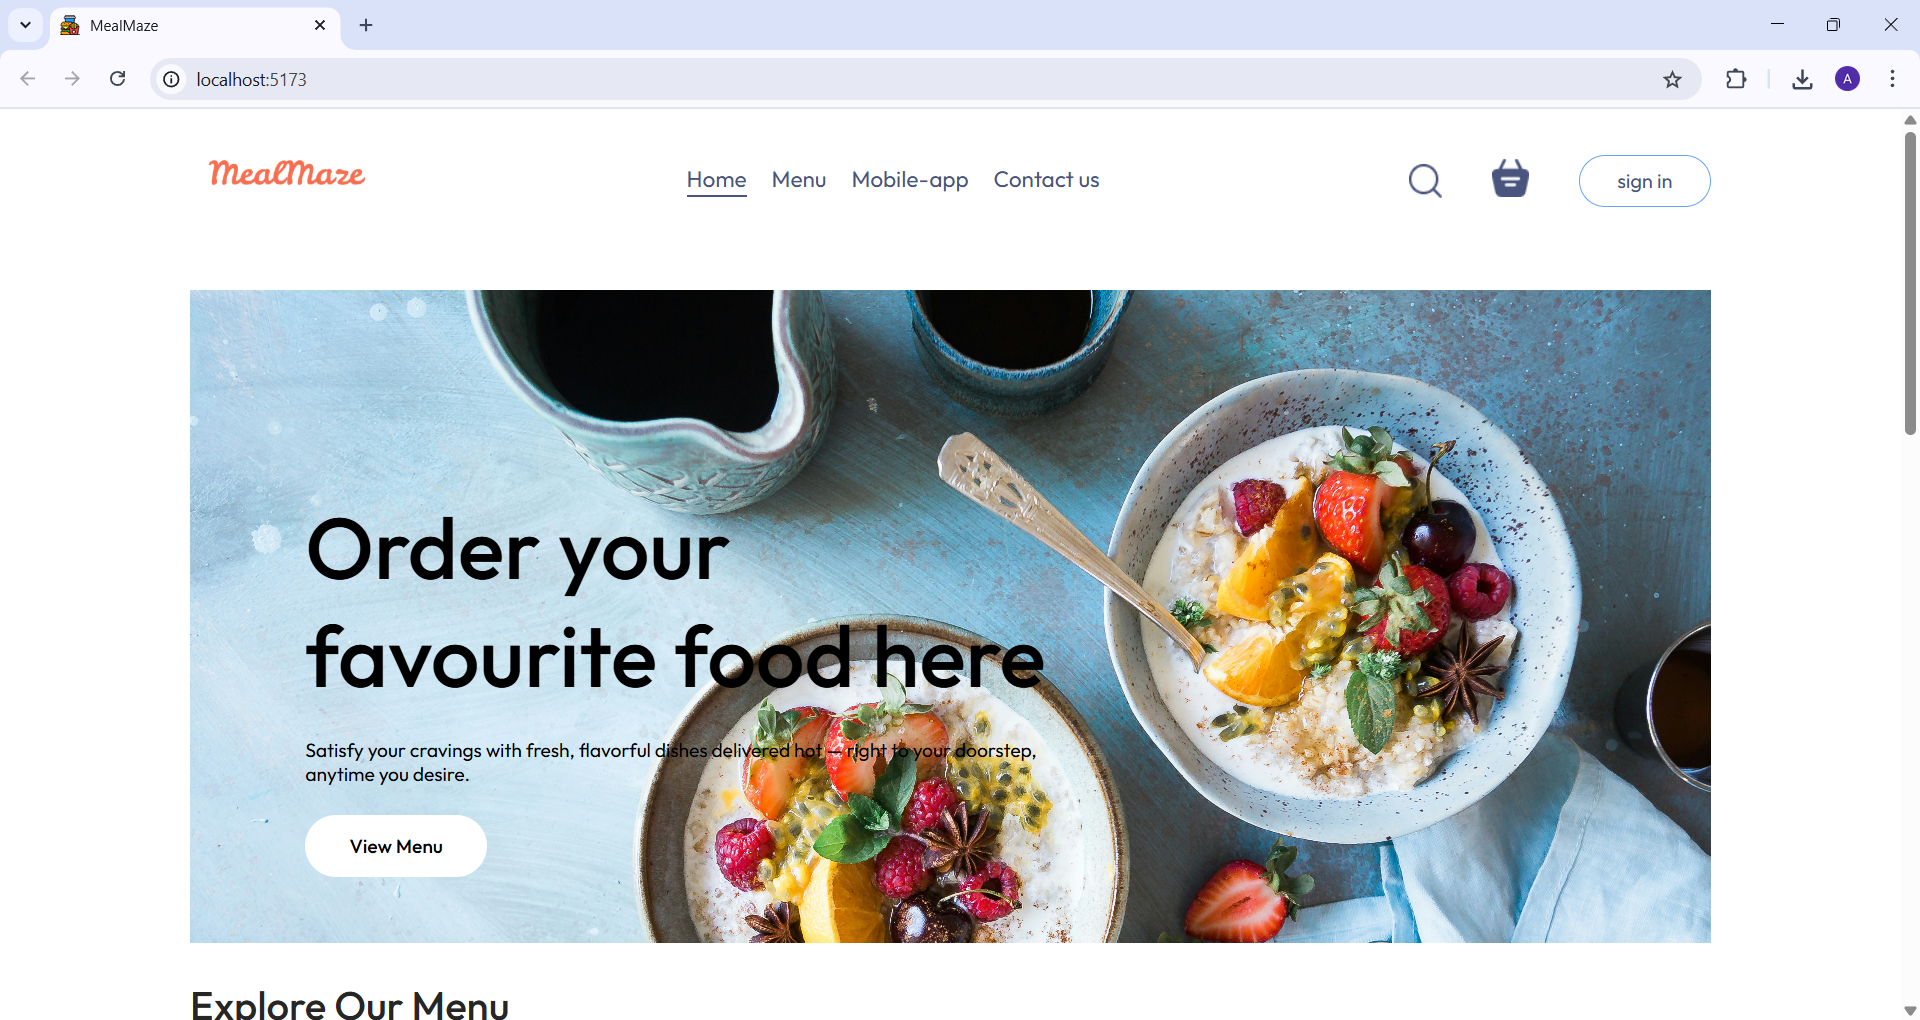 MealMaze
localhost:5173
A
MealMaze
Home Menu Mobile-app Contact us
sign in
Order your
favourite food here
Satisfy your cravings with fresh, flavorful dishes delivered hot — right to your doorstep,
anytime you desire.
View Menu
Explore Our Menu